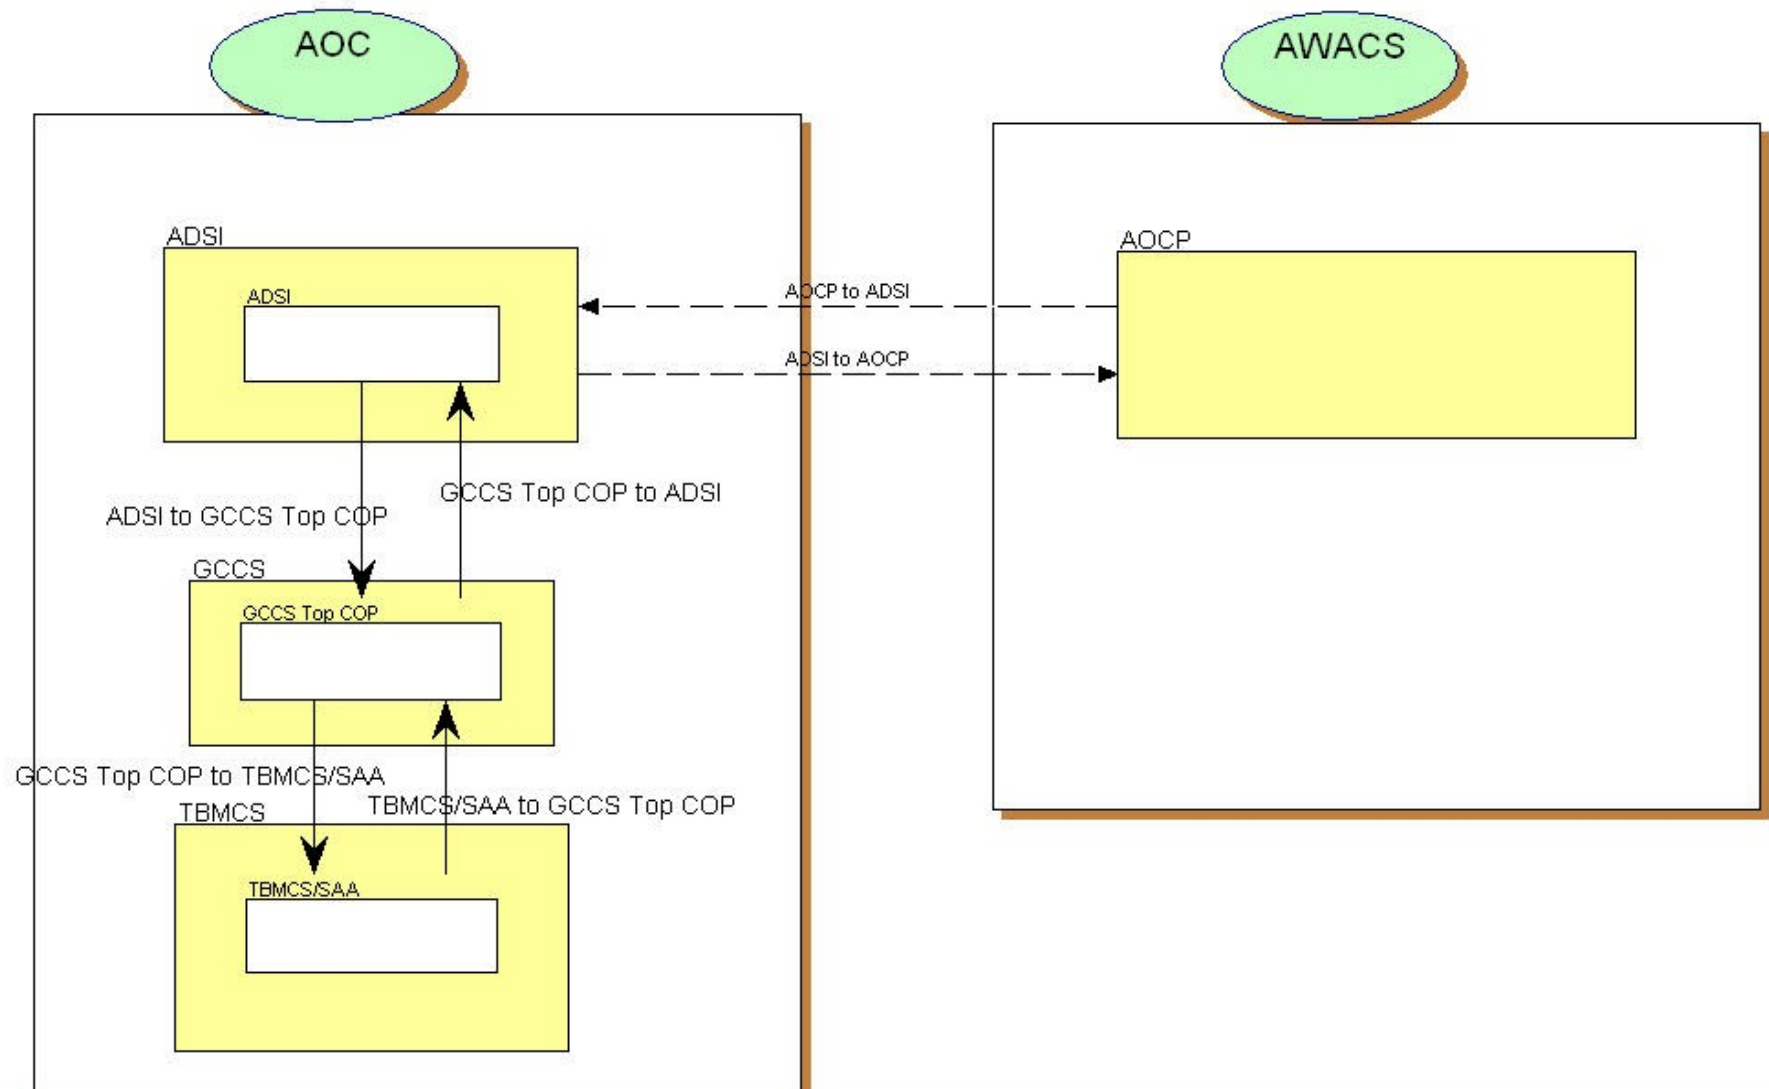 AOC
AWACS
ADSI
AOCP
ADSI
AOCP to ADSI
ADSI to AOCP
GCCS Top COP to ADSI
ADSI to GCCS Top COP
GCCS
GCCS Top COP
GCCS Top COP to TBMCS/SAA
TBMCS/SAA to GCCS Top COP
TBMCS
TBMCS/SAA